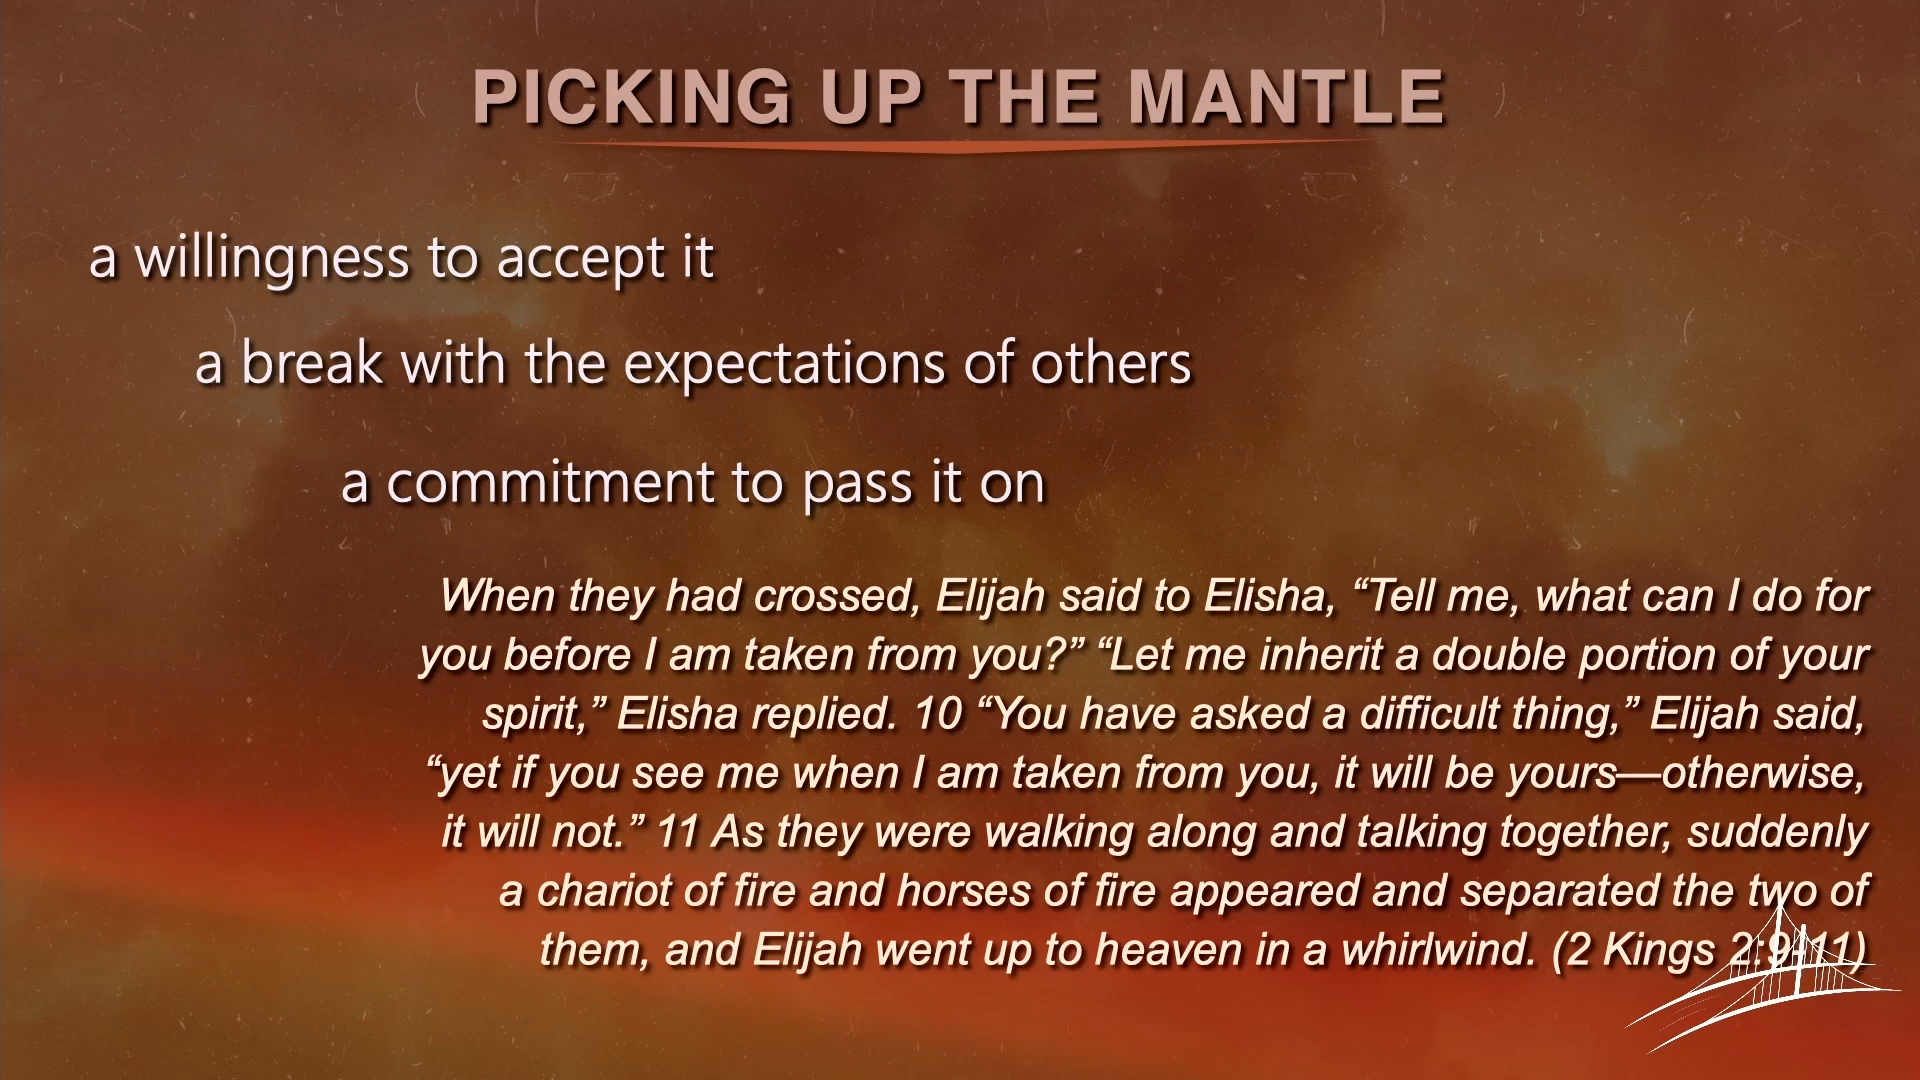 PICKING UP THE MANTLE
a willingness to accept it
a break with the expectations of others
a commitment to pass it on
When they had crossed, Elijah said to Elisha, “Tell me, what can I do for
you before I am taken from you?” “Let me inherit a double portion of your
spirit,” Elisha replied. 10 “You have asked a difficult thing,” Elijah said,
“yet if you see me when I am taken from you, it will be yours—otherwise,
it will not.” 11 As they were walking along and talking together, suddenly
a chariot of fire and horses of fire appeared and separated the two of
them, and Elijah went up to heaven in a whirlwind. (2 Kings 2:9-11)